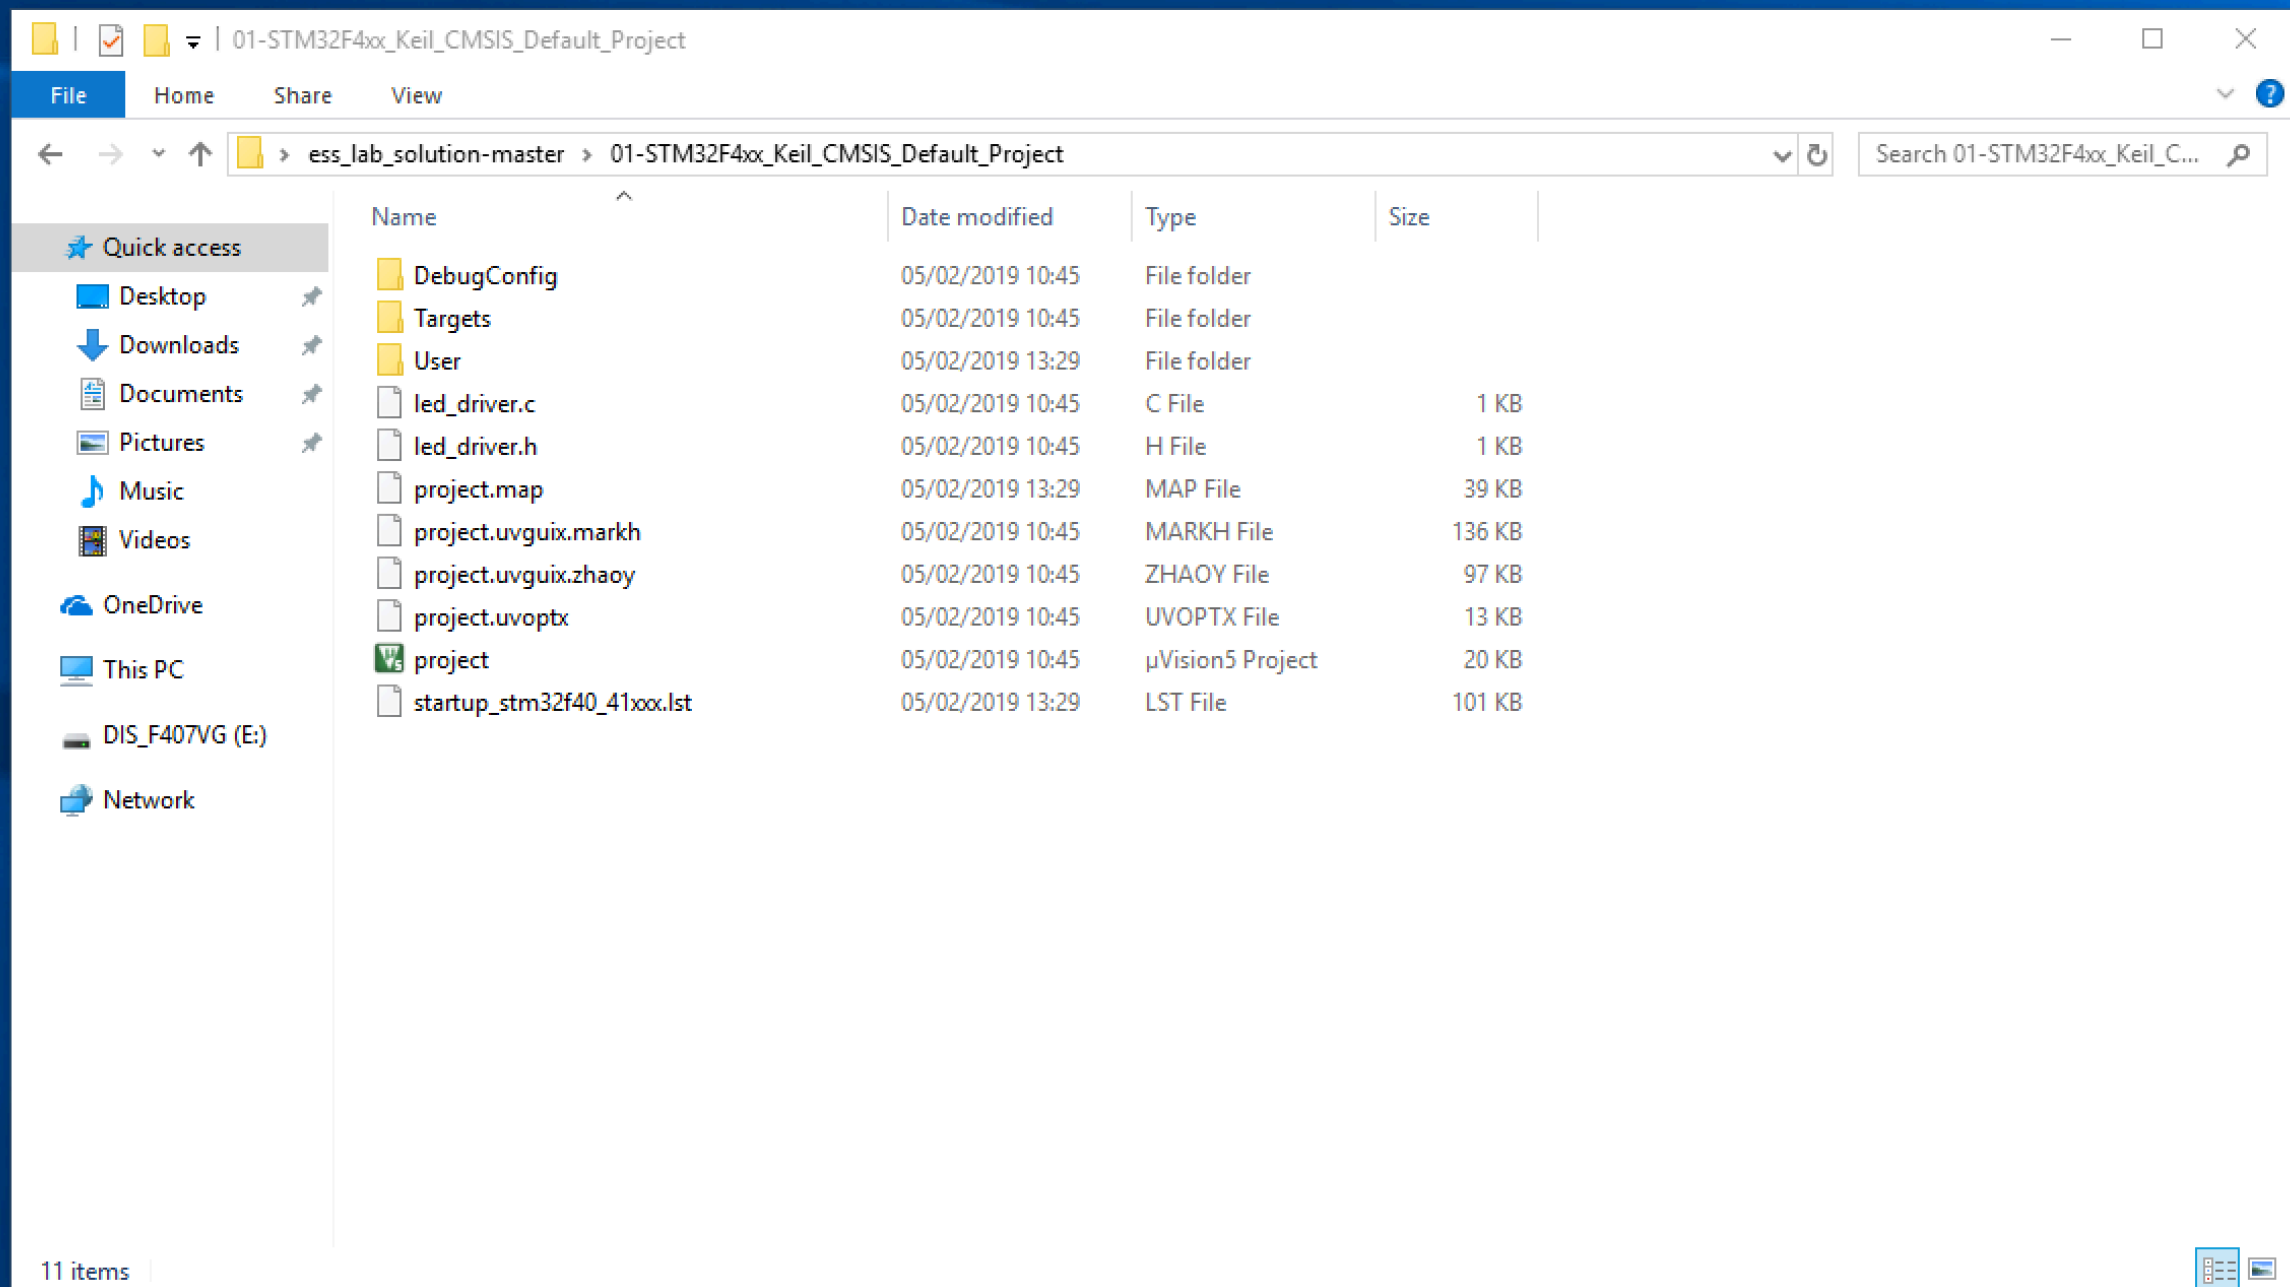 01-STM32F4xx_Keil_CMSIS_Default_Project
File Home Share View
ess_lab_solution-master > 01-STM32F4xx_Keil_CMSIS_Default_Project
Search 01-STM32F4xx_Keil_C...
Name Date modified Type Size
Quick access
Desktop
Downloads
Documents
Pictures
Music
Videos
OneDrive
This PC
DIS_F407VG (E:)
Network
DebugConfig 05/02/2019 10:45 File folder
Targets 05/02/2019 10:45 File folder
User 05/02/2019 13:29 File folder
led_driver.c 05/02/2019 10:45 C File 1 KB
led_driver.h 05/02/2019 10:45 H File 1 KB
project.map 05/02/2019 13:29 MAP File 39 KB
project.uvguix.markh 05/02/2019 10:45 MARKH File 136 KB
project.uvguix.zhaoy 05/02/2019 10:45 ZHAOY File 97 KB
project.uvoptx 05/02/2019 10:45 UVOPTX File 13 KB
project 05/02/2019 10:45 µVision5 Project 20 KB
startup_stm32f40_41xxx.lst 05/02/2019 13:29 LST File 101 KB
11 items